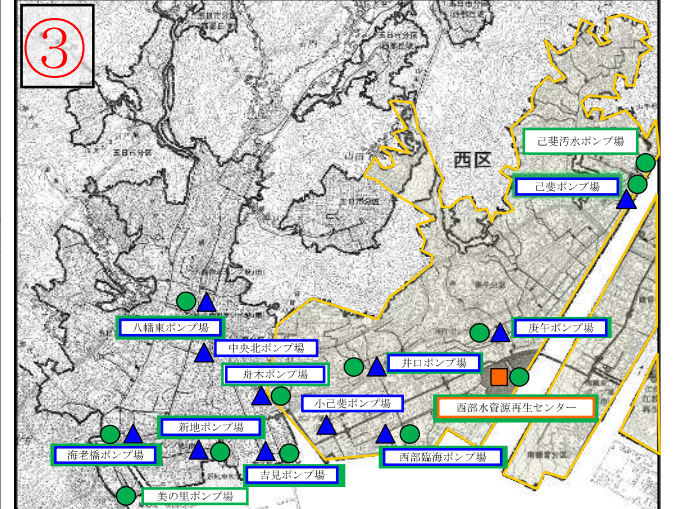 ③
西区
己斐汚水ポンプ場
己斐ポンプ場
八幡東ポンプ場
庚午ポンプ場
中央北ポンプ場
井口ポンプ場
舟木ポンプ場
小己斐ポンプ場
西部水資源再生センター
新地ポンプ場
海老橋ポンプ場
西部臨海ポンプ場
吉見ポンプ場
美の里ポンプ場